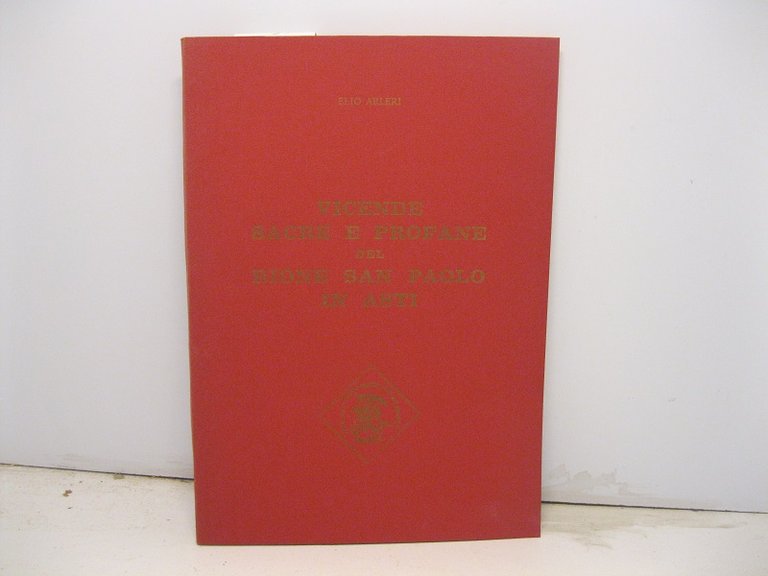 ELIO ARLERI
VICENDE
SACRE E PROFANE
DEL
RIONE SAN PAOLO
IN ASTI